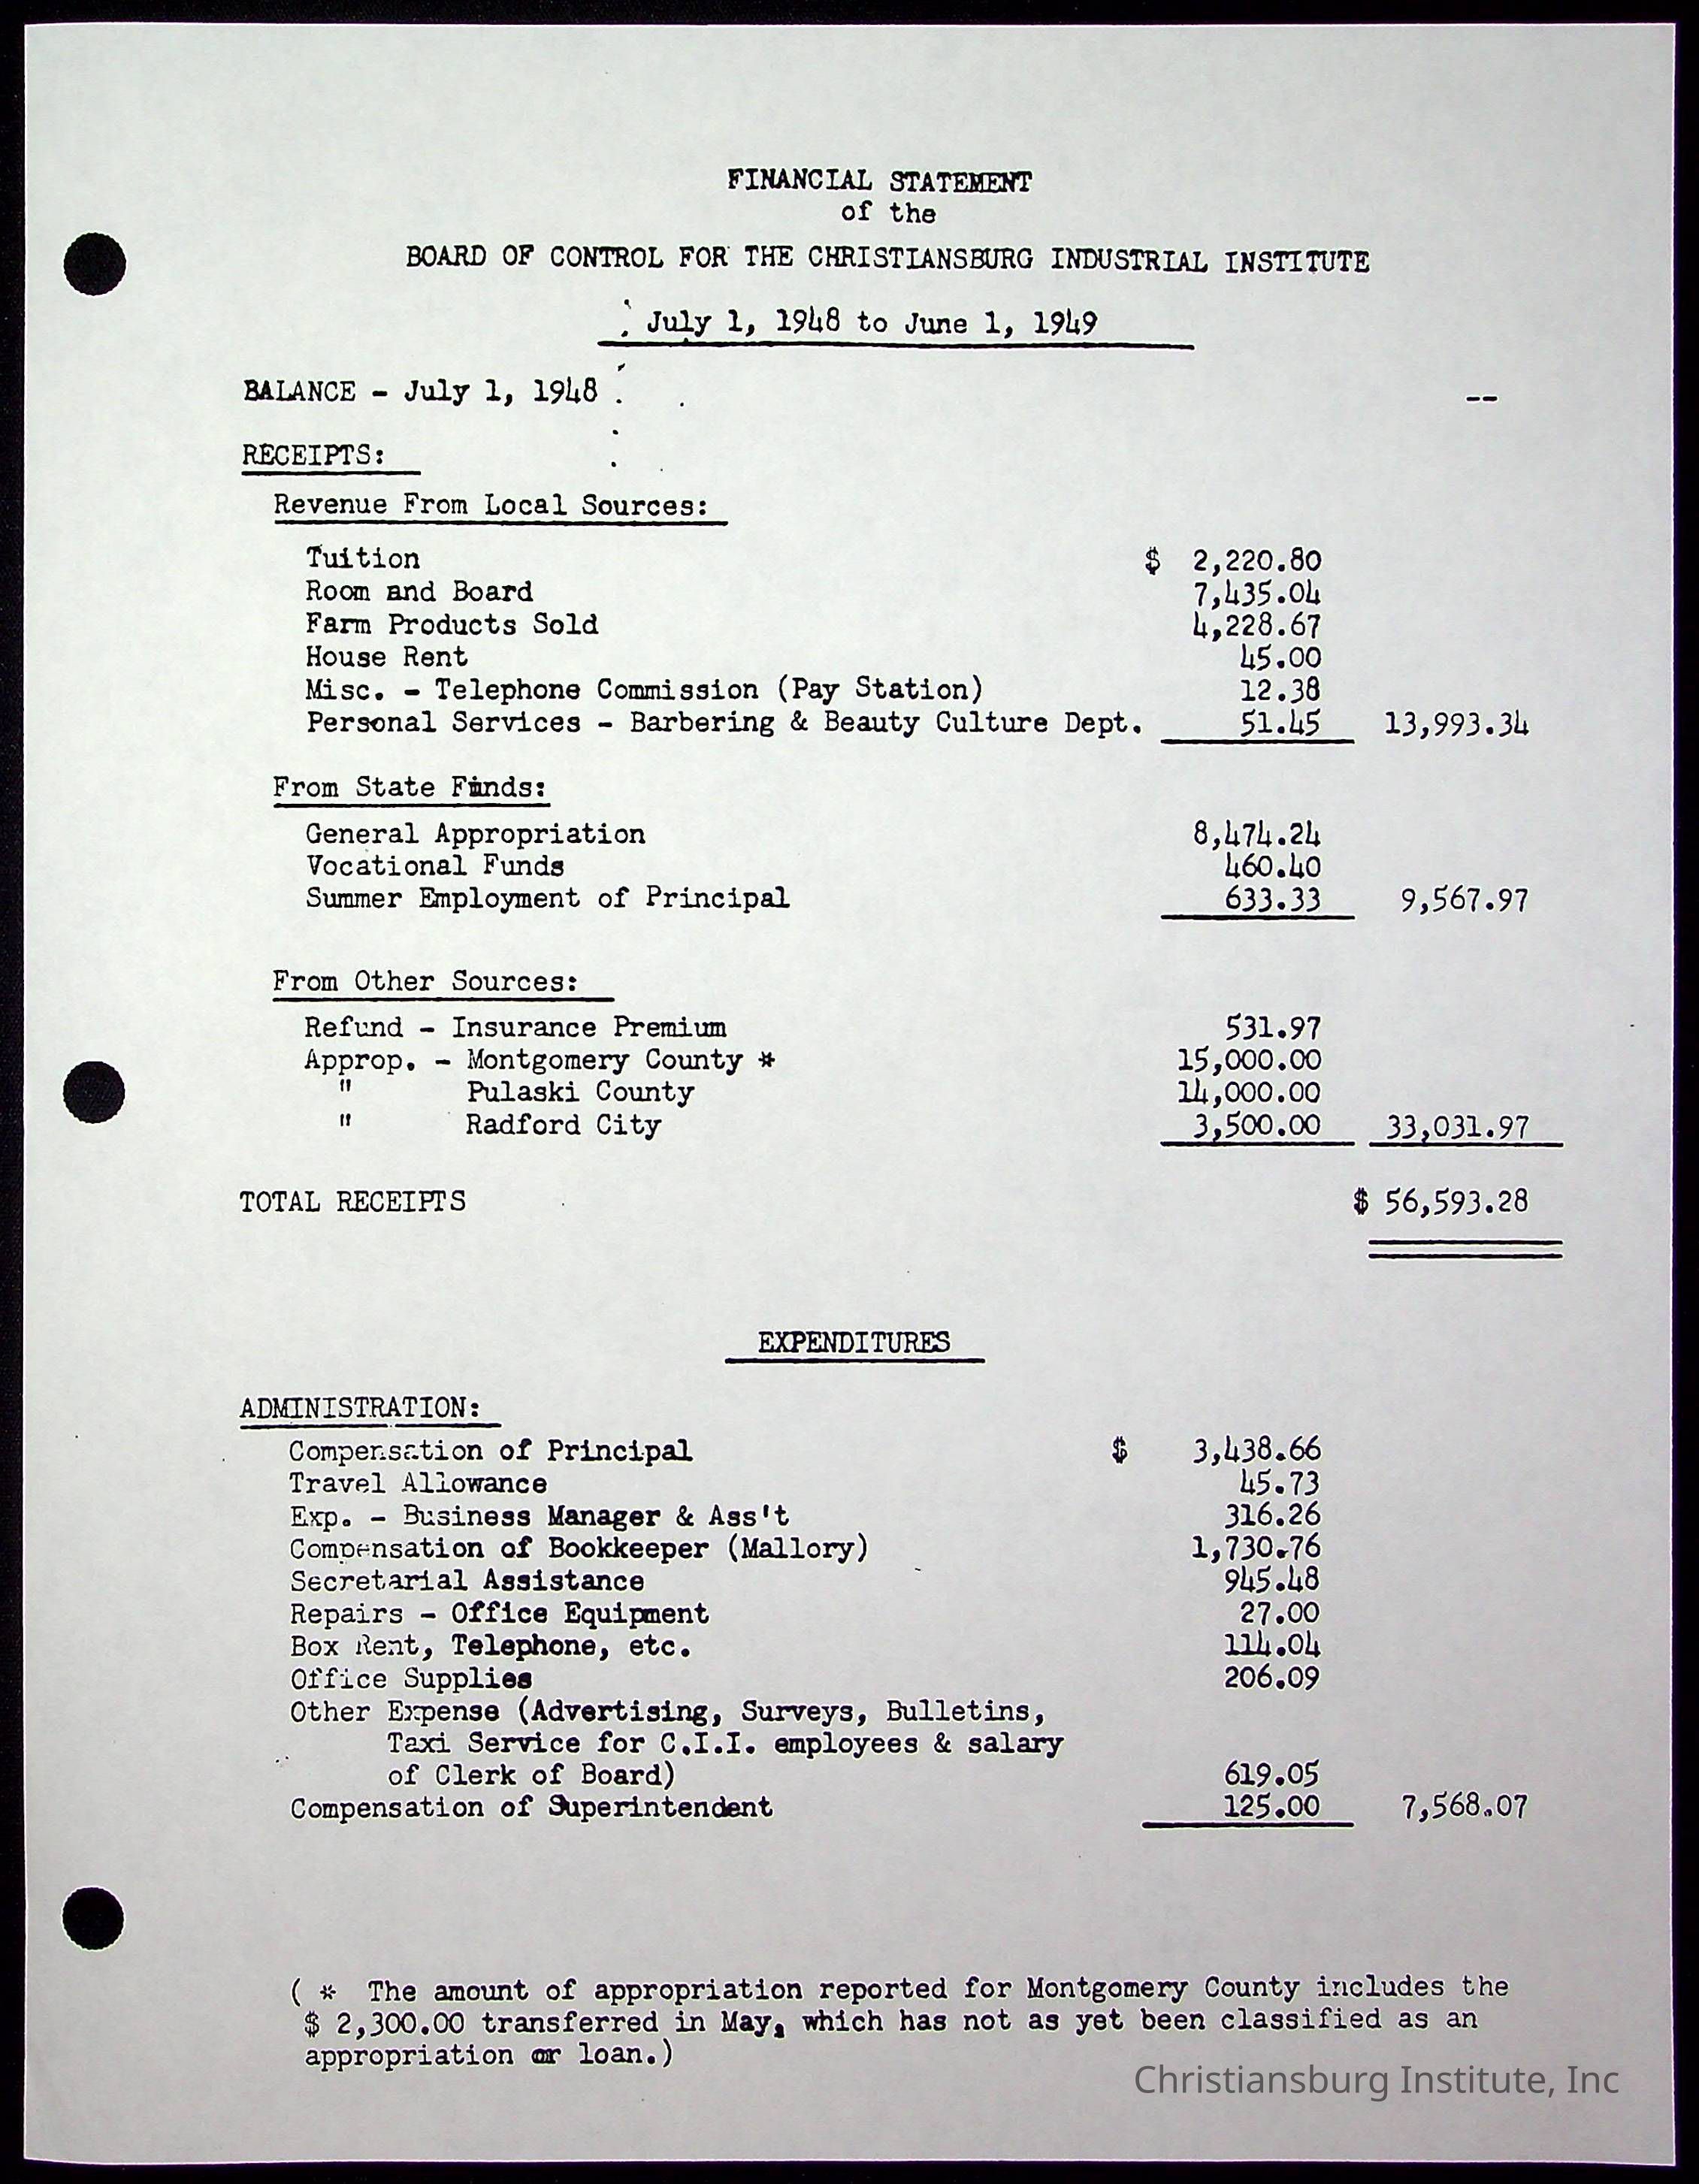 FINANCIAL STATEMENT
of the
BOARD OF CONTROL FOR THE CHRISTIANSBURG INDUSTRIAL INSTITUTE
July 1, 1948 to June 1, 1949
BALANCE - July 1, 1948 --
RECEIPTS:
Revenue From Local Sources:
Tuition $ 2,220.80
Room and Board 7,435.04
Farm Products Sold 4,228.67
House Rent 45.00
Misc. - Telephone Commission (Pay Station) 12.38
Personal Services - Barbering & Beauty Culture Dept. 51.45 13,993.34
From State Funds:
General Appropriation 8,474.24
Vocational Funds 460.40
Summer Employment of Principal 633.33 9,567.97
From Other Sources:
Refund - Insurance Premium 531.97
Approp. - Montgomery County * 15,000.00
" Pulaski County 14,000.00
" Radford City 3,500.00 33,031.97
TOTAL RECEIPTS $ 56,593.28
EXPENDITURES
ADMINISTRATION:
Compensation of Principal $ 3,438.66
Travel Allowance 45.73
Exp. - Business Manager & Ass't 316.26
Compensation of Bookkeeper (Mallory) 1,730.76
Secretarial Assistance 945.48
Repairs - Office Equipment 27.00
Box Rent, Telephone, etc. 114.04
Office Supplies 206.09
Other Expense (Advertising, Surveys, Bulletins,
Taxi Service for C.I.I. employees & salary
of Clerk of Board) 619.05
Compensation of Superintendent 125.00 7,568.07
( * The amount of appropriation reported for Montgomery County includes the
$ 2,300.00 transferred in May, which has not as yet been classified as an
appropriation or loan.)
Christiansburg Institute, Inc